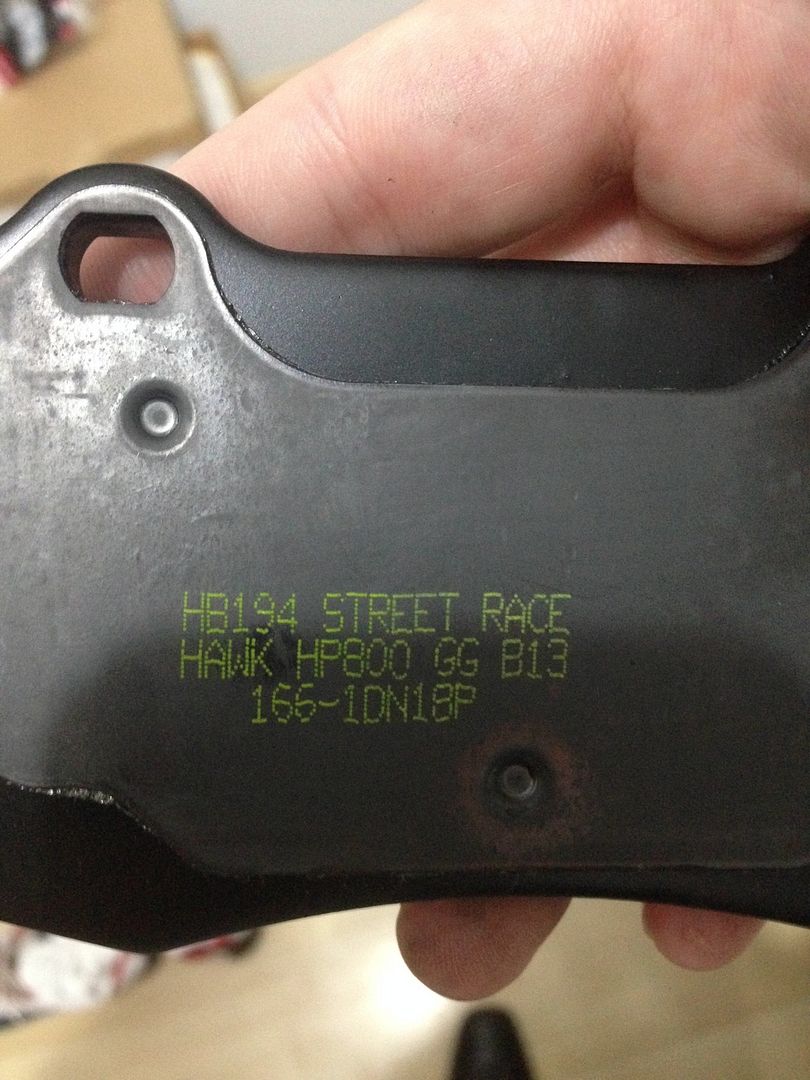 HB194 STREET RACE
HAWK HP800 GG B13
166-1DN18P